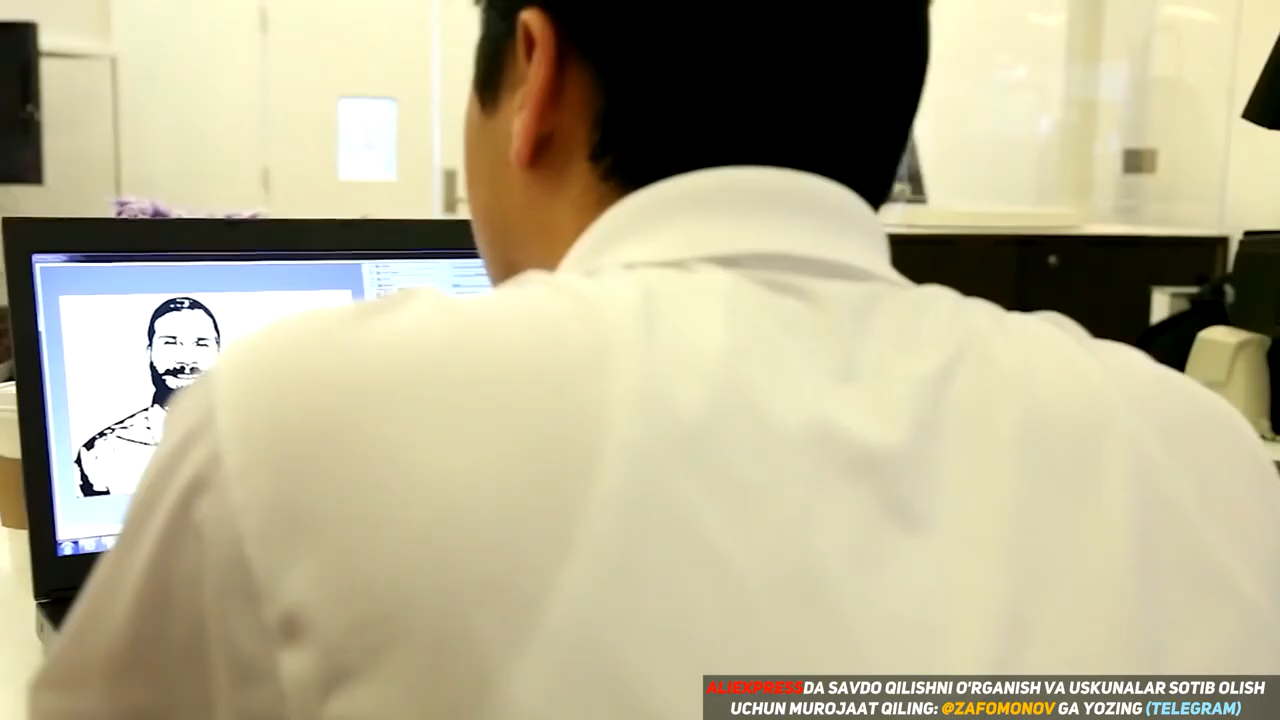 ALIEXPRESSDA SAVDO QILISHNI O'RGANISH VA USKUNALAR SOTIB OLISH
UCHUN MUROJAAT QILING: @ZAFOMONOV GA YOZING (TELEGRAM)